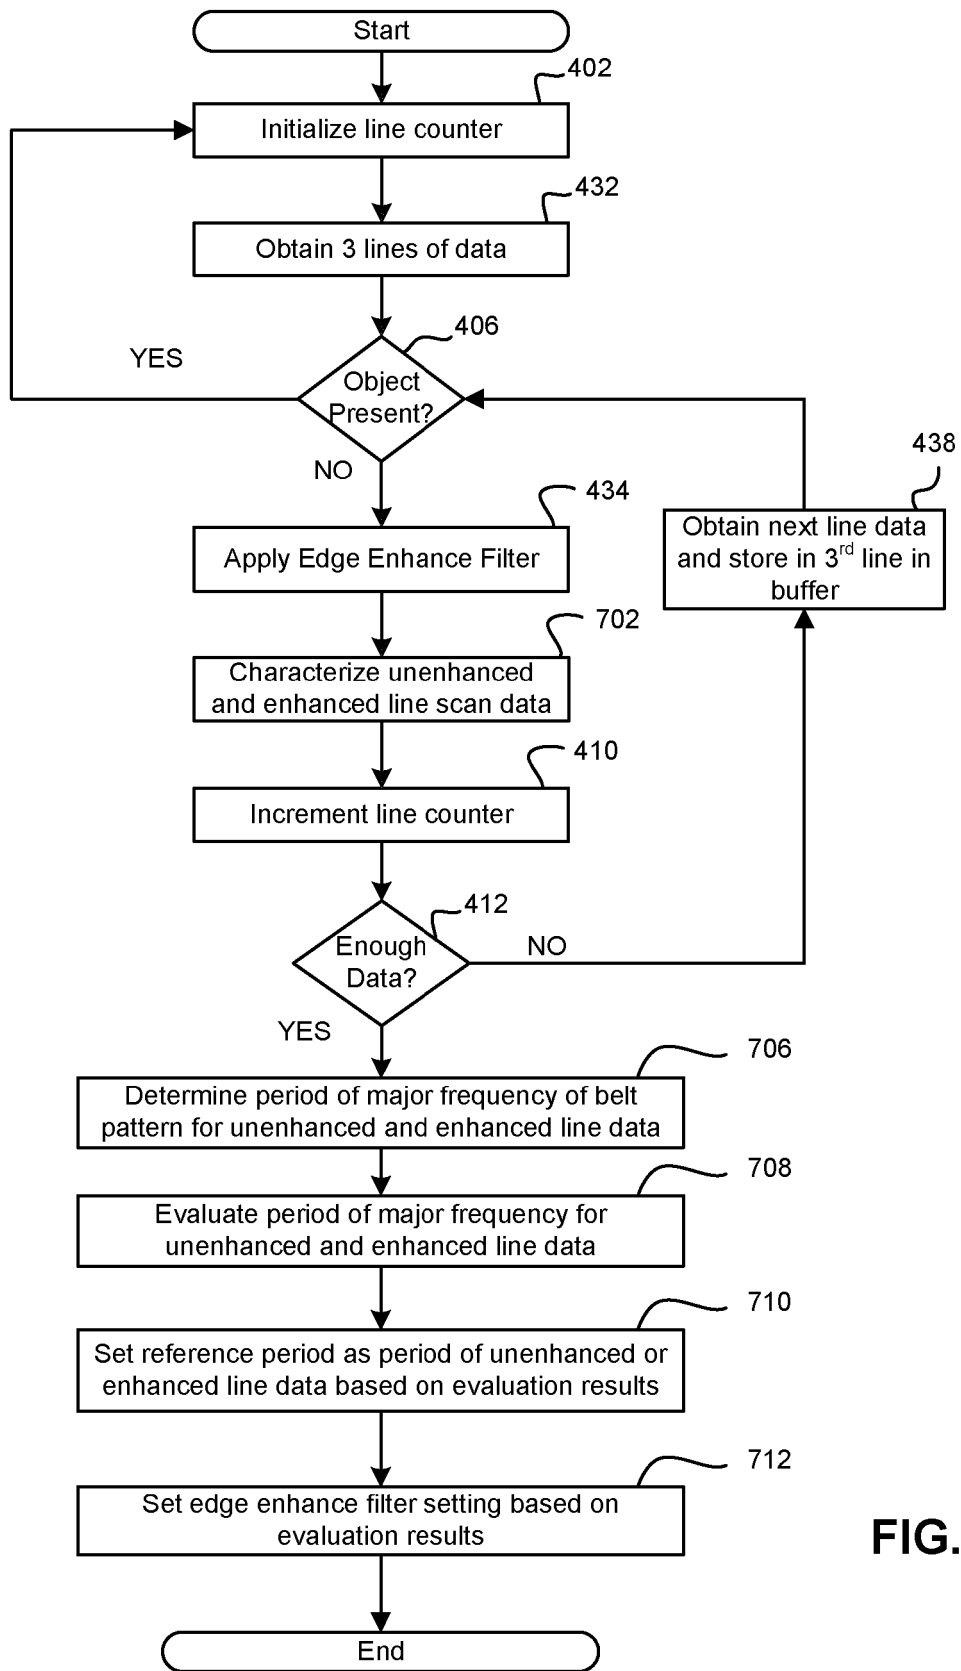 Start
402
Initialize line counter
432
Obtain 3 lines of data
406
YES
Object
Present?
NO
438
434
Obtain next line data
and store in 3rd line in
buffer
Apply Edge Enhance Filter
702
Characterize unenhanced
and enhanced line scan data
410
Increment line counter
412
Enough
Data?
NO
YES
706
Determine period of major frequency of belt
pattern for unenhanced and enhanced line data
708
Evaluate period of major frequency for
unenhanced and enhanced line data
710
Set reference period as period of unenhanced or
enhanced line data based on evaluation results
712
Set edge enhance filter setting based on
evaluation results
FIG.
End